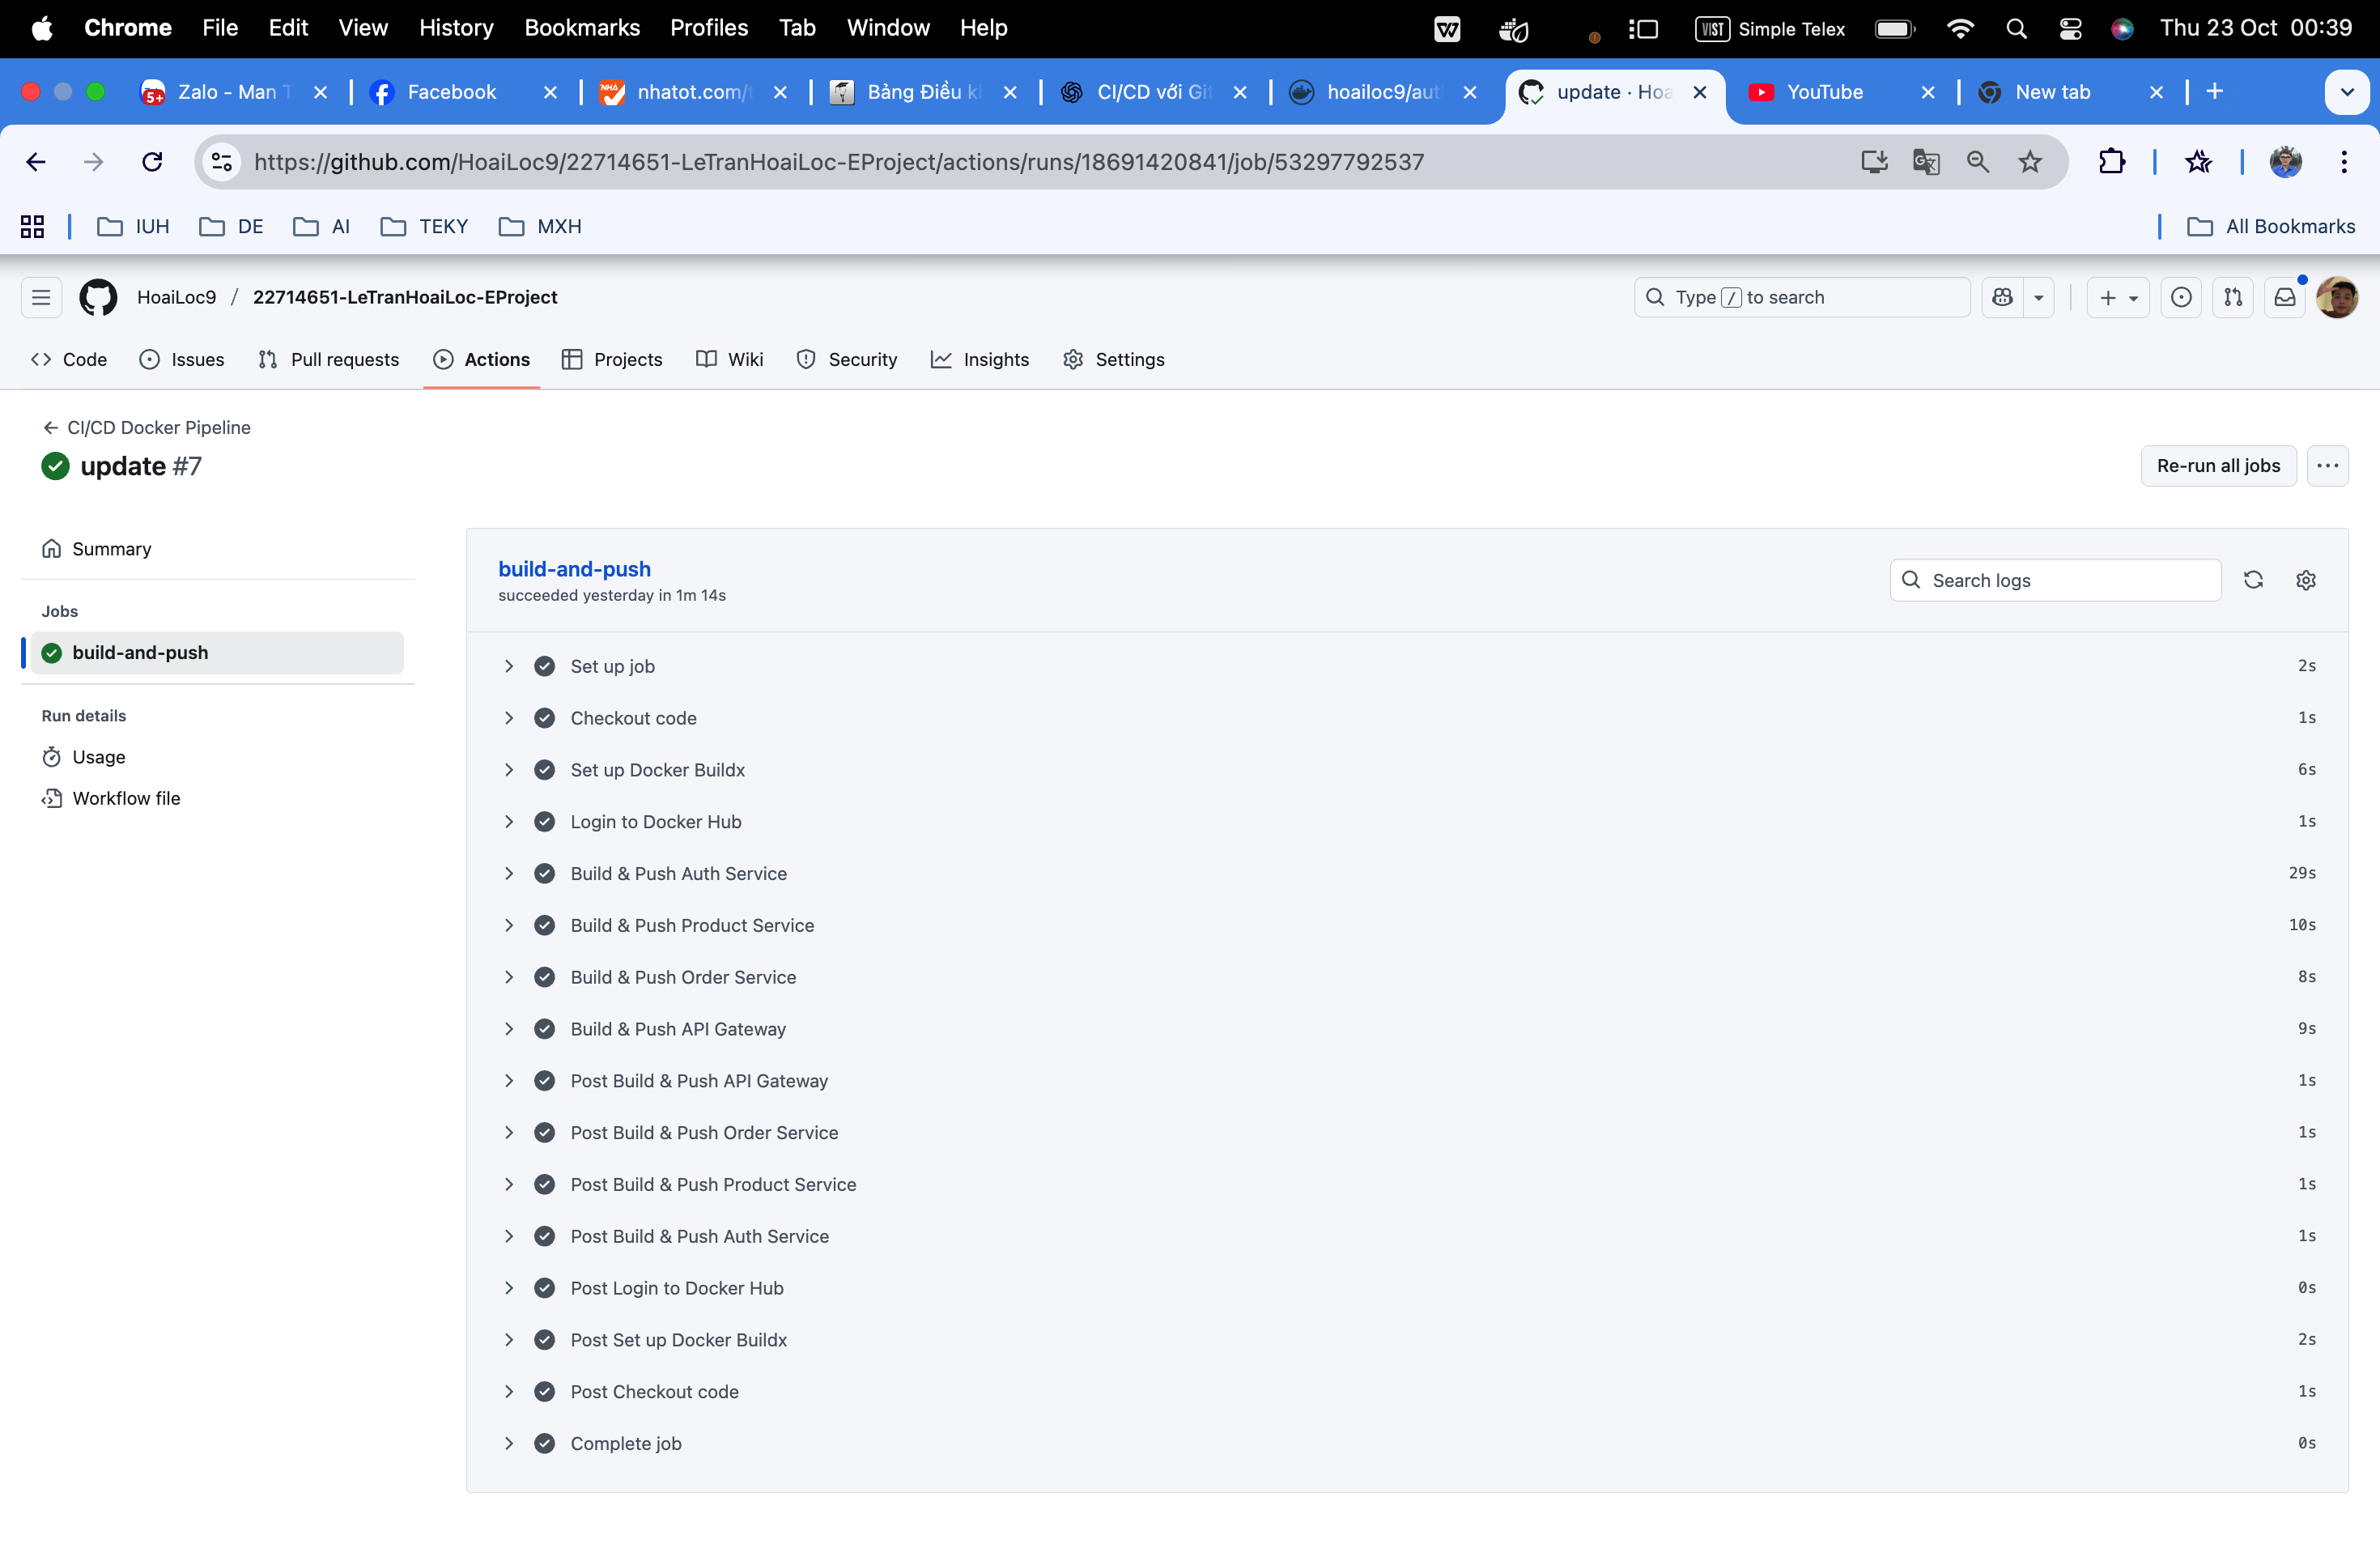 Chrome File Edit View History Bookmarks Profiles Tab Window Help VIST Simple Telex Thu 23 Oct 00:39
5+ Zalo - Man T Facebook NHA nhatot.com/t Bảng Điều kh CI/CD với Git hoailoc9/aut update · Hoa YouTube New tab
https://github.com/HoaiLoc9/22714651-LeTranHoaiLoc-EProject/actions/runs/18691420841/job/53297792537
IUH DE AI TEKY MXH All Bookmarks
HoaiLoc9 / 22714651-LeTranHoaiLoc-EProject Type / to search
Code Issues Pull requests Actions Projects Wiki Security Insights Settings
CI/CD Docker Pipeline
update #7
Re-run all jobs
Summary
Jobs
build-and-push
Run details
Usage
Workflow file
build-and-push
succeeded yesterday in 1m 14s
Search logs
Set up job 2s
Checkout code 1s
Set up Docker Buildx 6s
Login to Docker Hub 1s
Build & Push Auth Service 29s
Build & Push Product Service 10s
Build & Push Order Service 8s
Build & Push API Gateway 9s
Post Build & Push API Gateway 1s
Post Build & Push Order Service 1s
Post Build & Push Product Service 1s
Post Build & Push Auth Service 1s
Post Login to Docker Hub 0s
Post Set up Docker Buildx 2s
Post Checkout code 1s
Complete job 0s